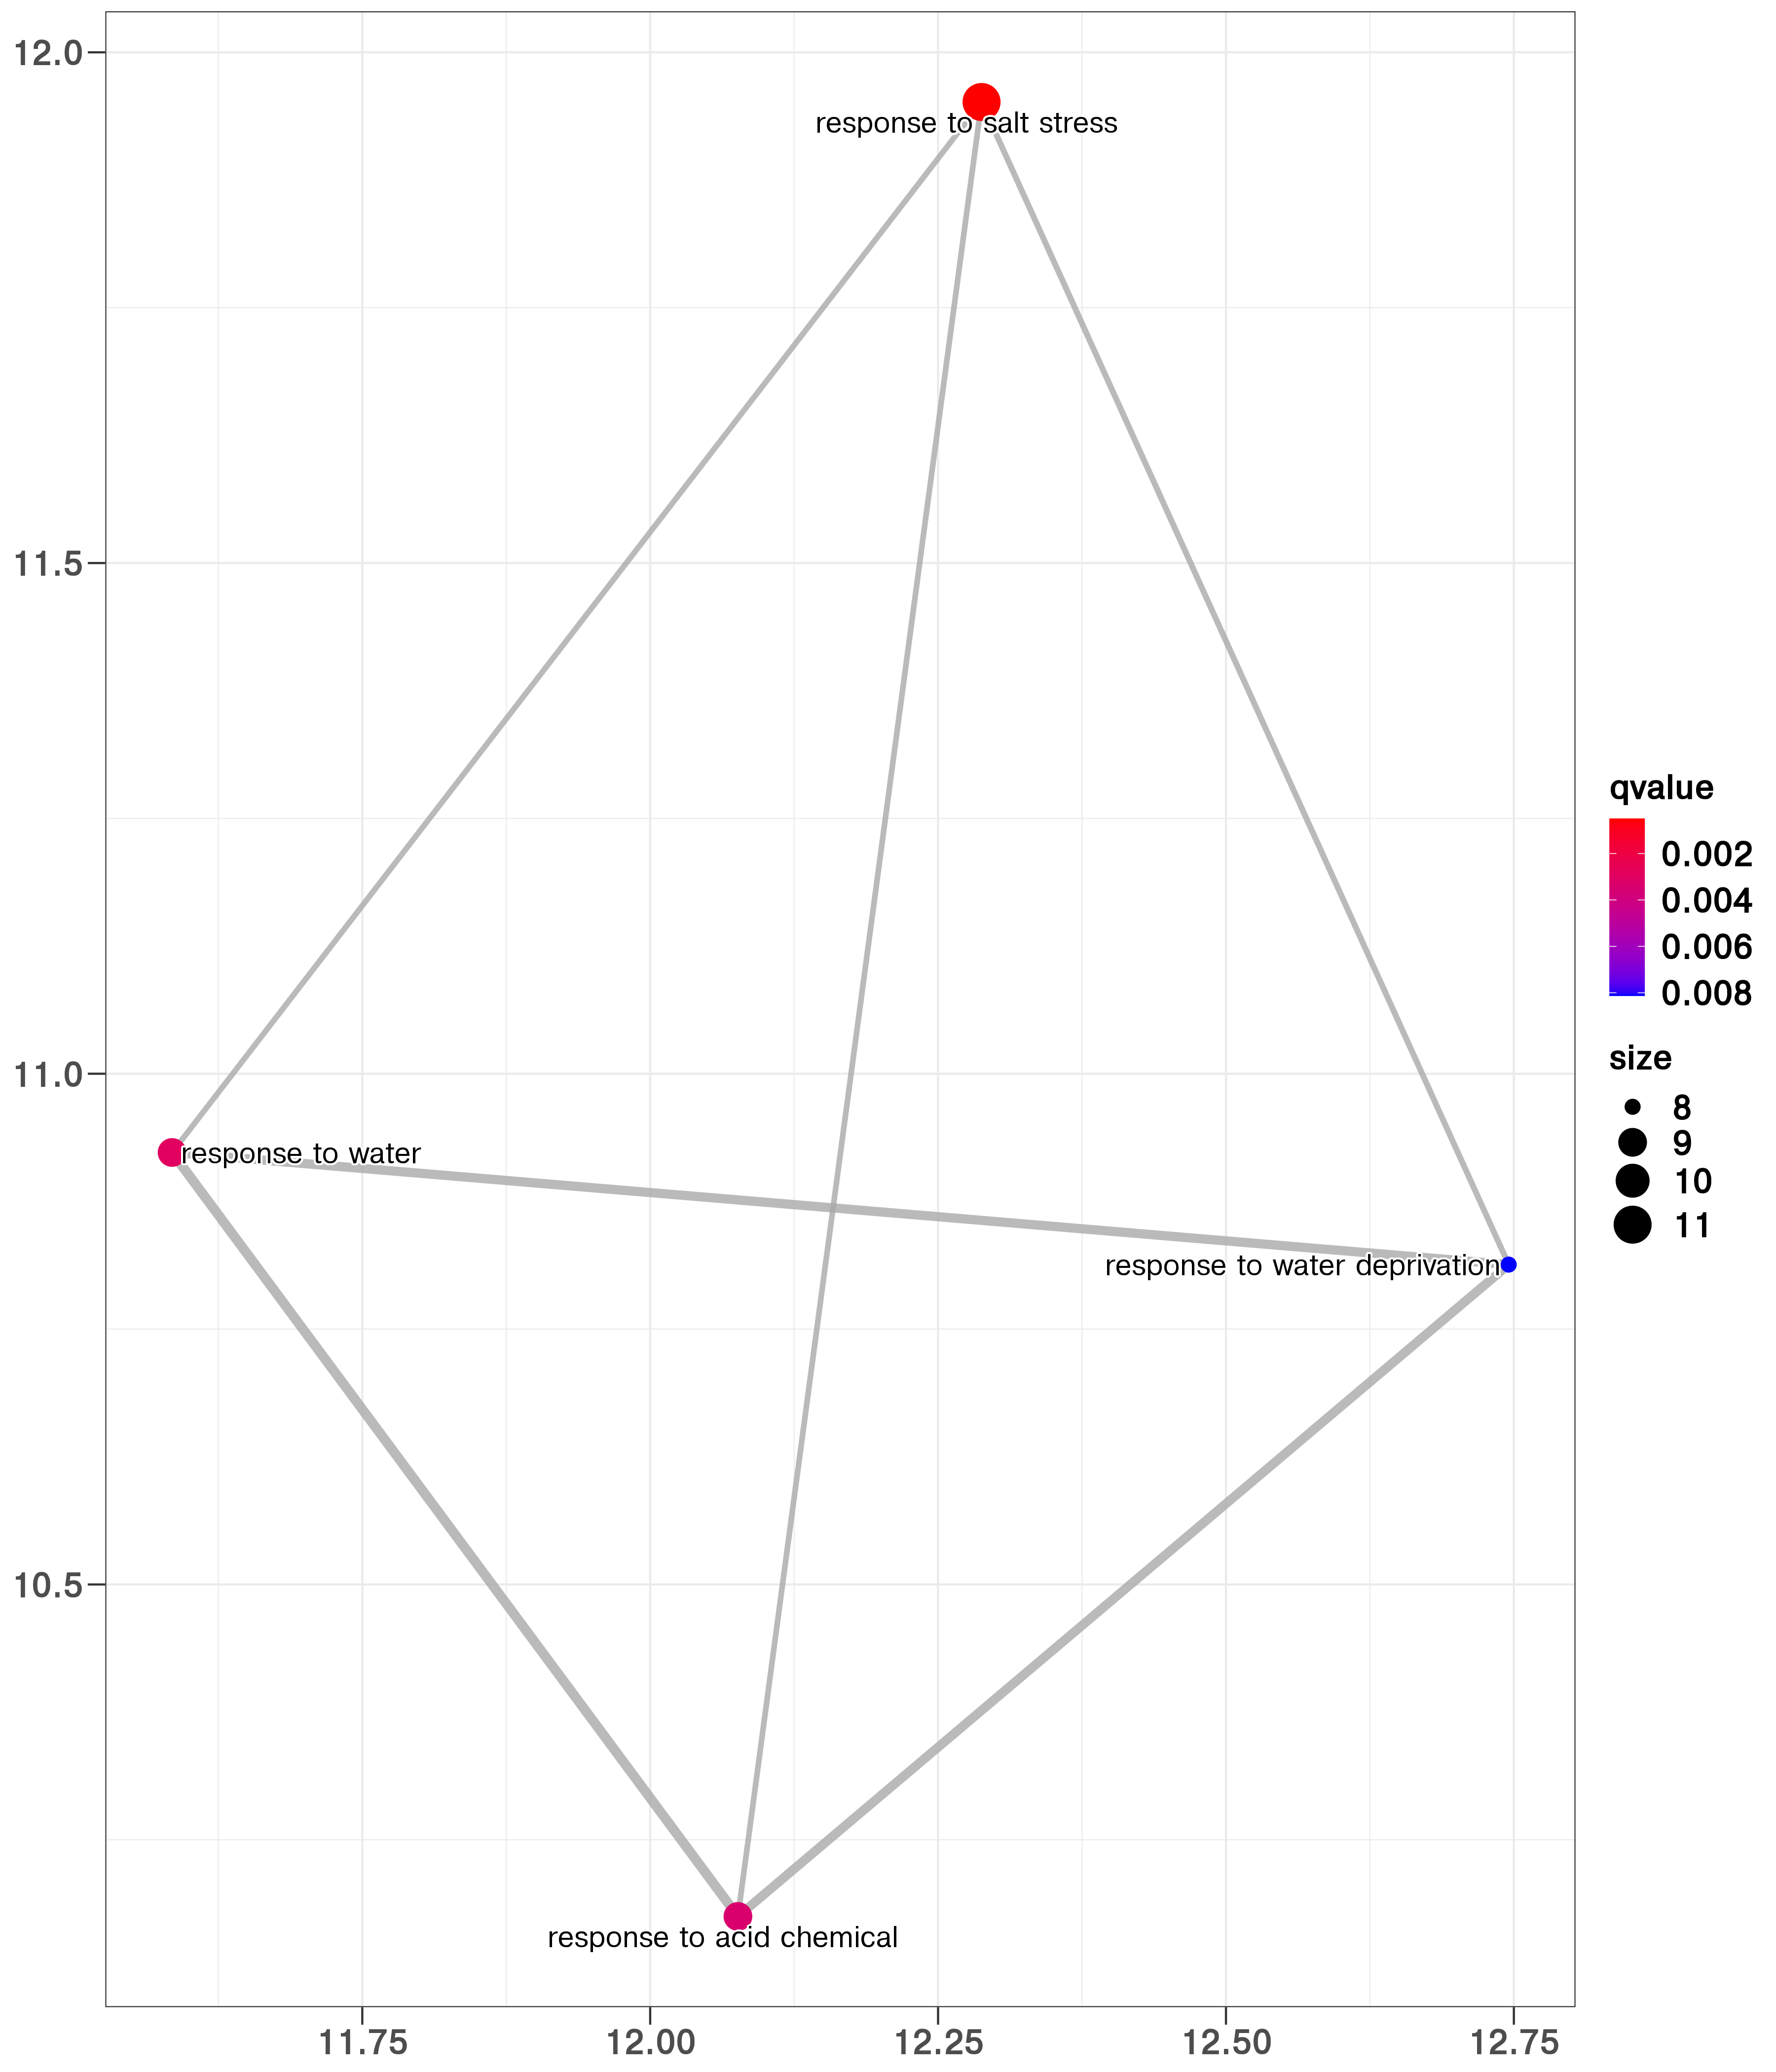 12.0
11.5
11.0
10.5
response to salt stress
response to water
response to water deprivation
response to acid chemical
11.75
12.00
12.25
12.50
12.75
qvalue
0.002
0.004
0.006
0.008
size
8
9
10
11